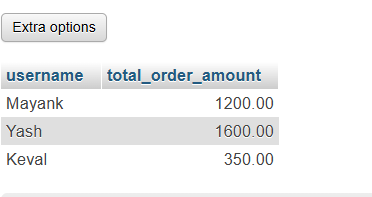 Extra options
username total_order_amount
Mayank 1200.00
Yash 1600.00
Keval 350.00